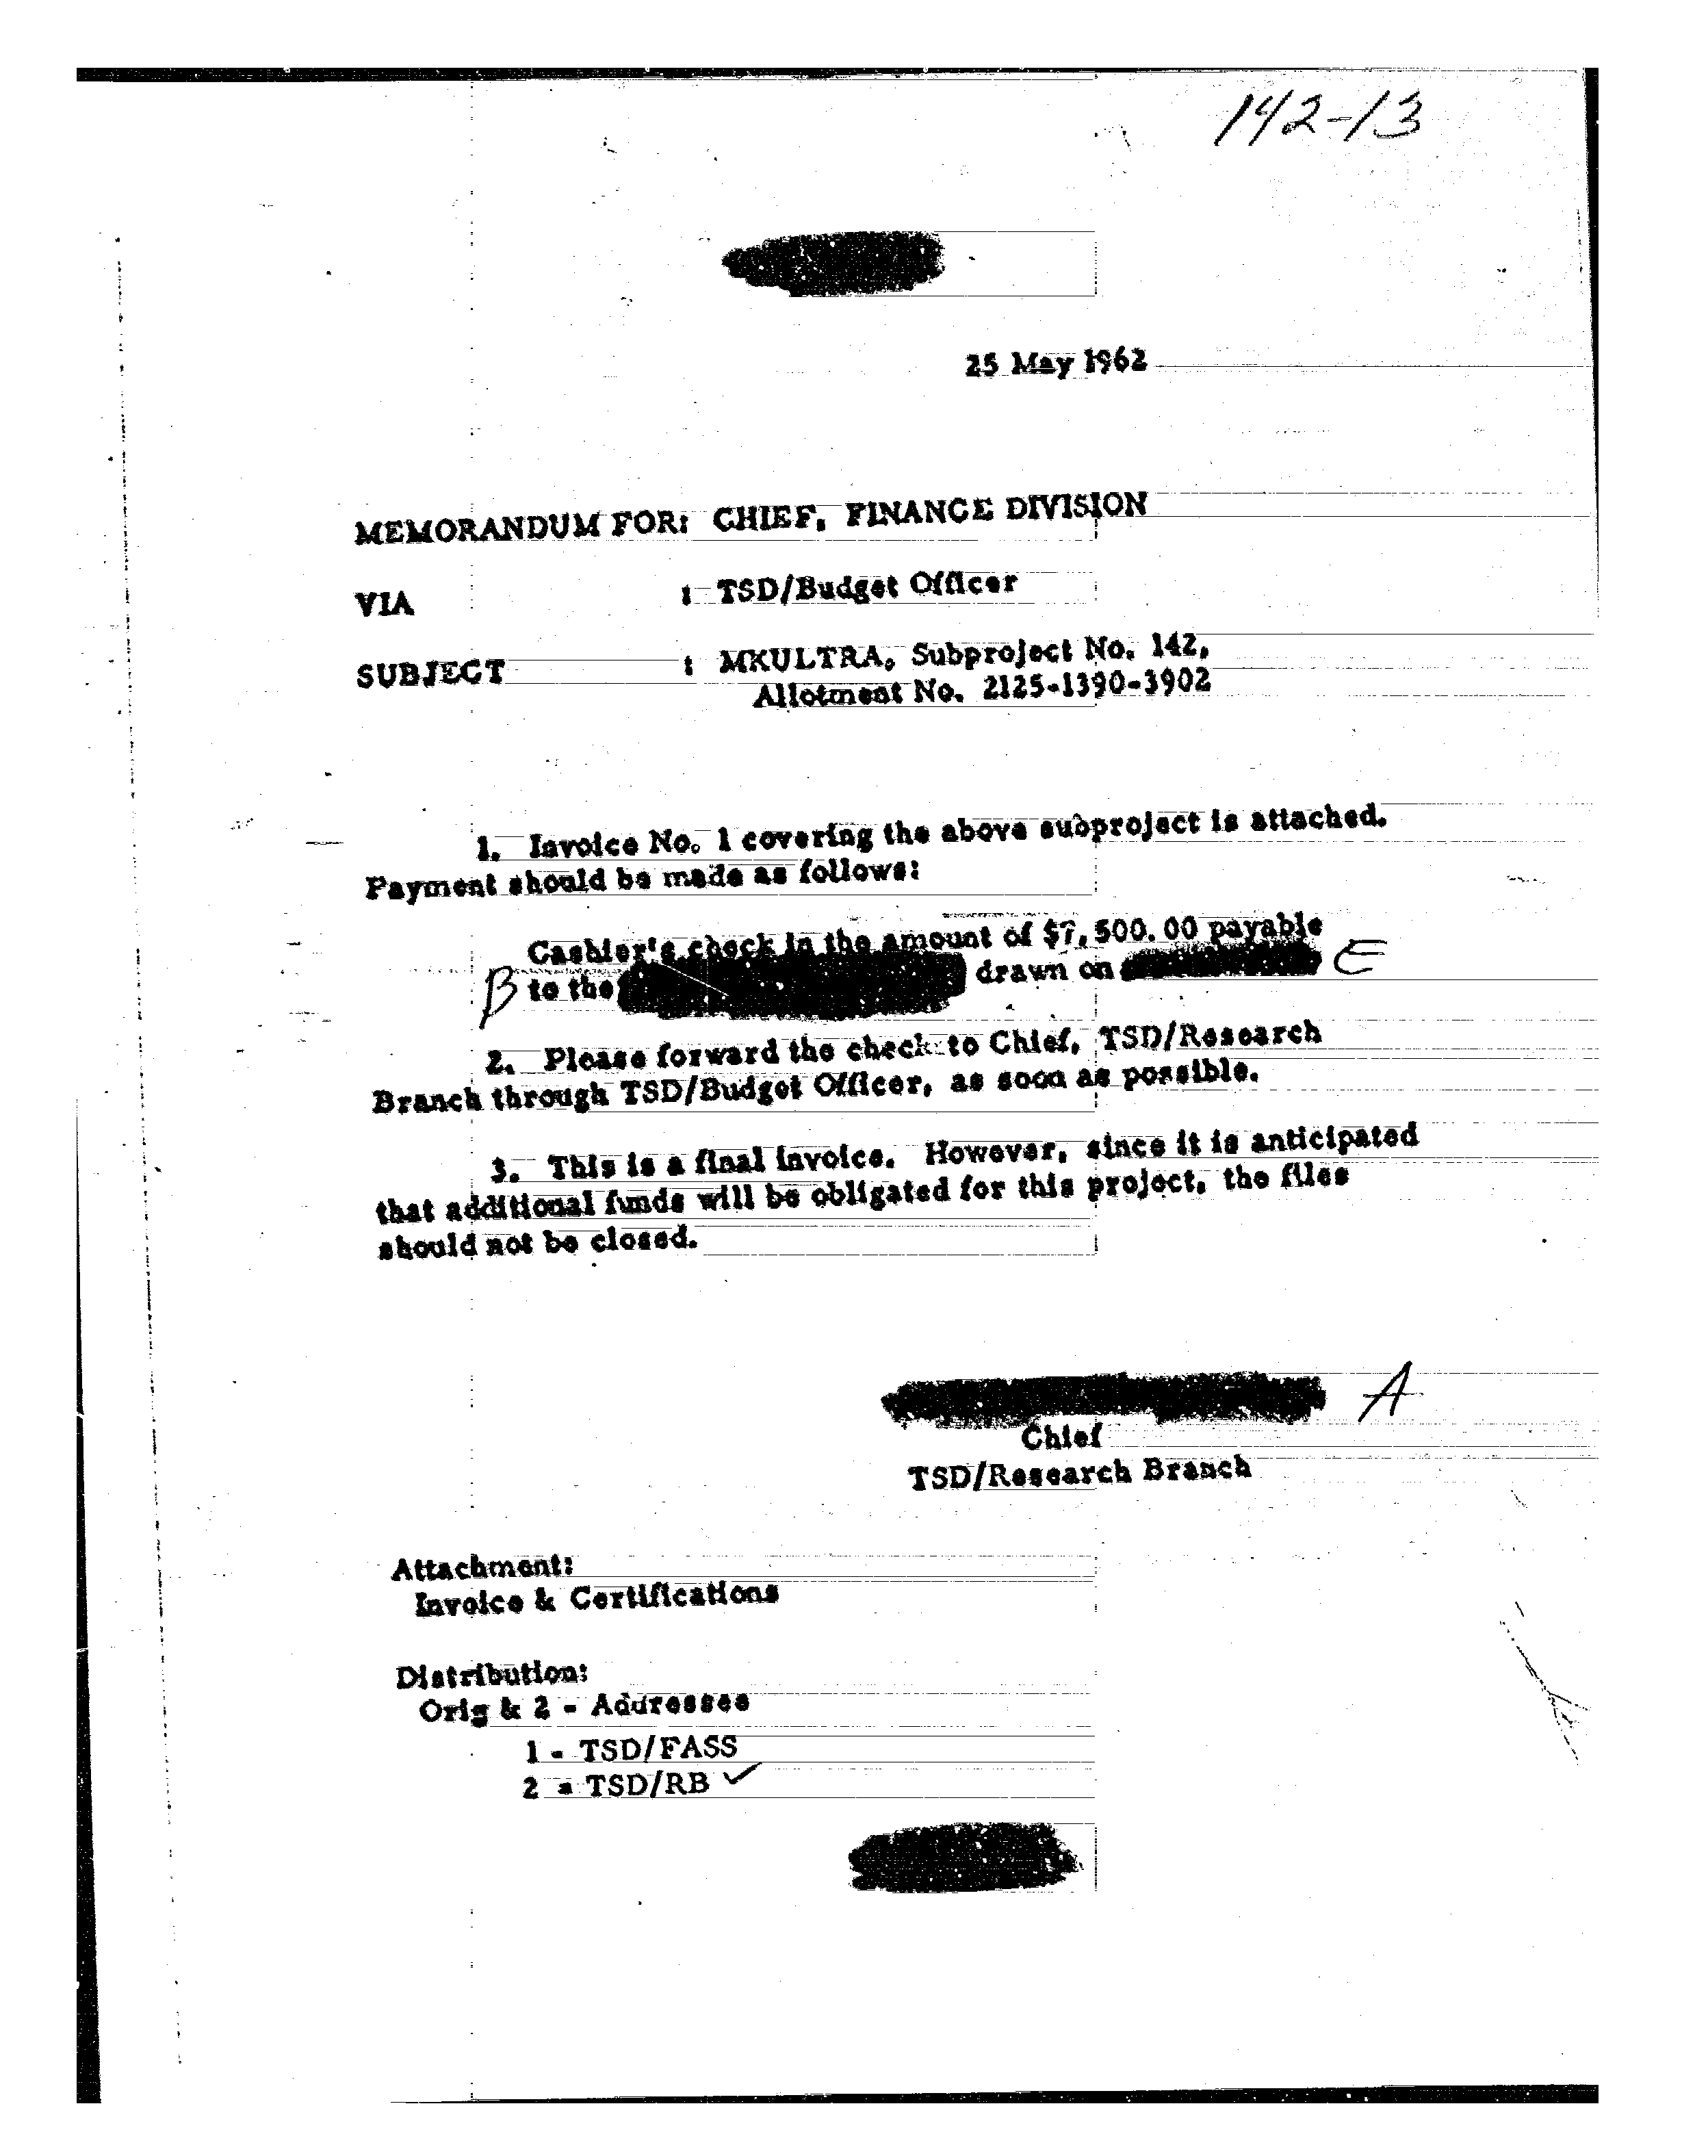 142-13
25 May 1962
MEMORANDUM FOR: CHIEF, FINANCE DIVISION
VIA : TSD/Budget Officer
SUBJECT : MKULTRA, Subproject No. 142,
Allotment No. 2125-1390-3902
1. Invoice No. 1 covering the above subproject is attached.
Payment should be made as follows:
Cashier's check in the amount of $7,500.00 payable
B to the drawn on E
2. Please forward the check to Chief, TSD/Research
Branch through TSD/Budget Officer, as soon as possible.
3. This is a final invoice. However, since it is anticipated
that additional funds will be obligated for this project, the files
should not be closed.
A
Chief
TSD/Research Branch
Attachment:
Invoice & Certifications
Distribution:
Orig & 2 - Addressee
1 - TSD/FASS
2 - TSD/RB ✓